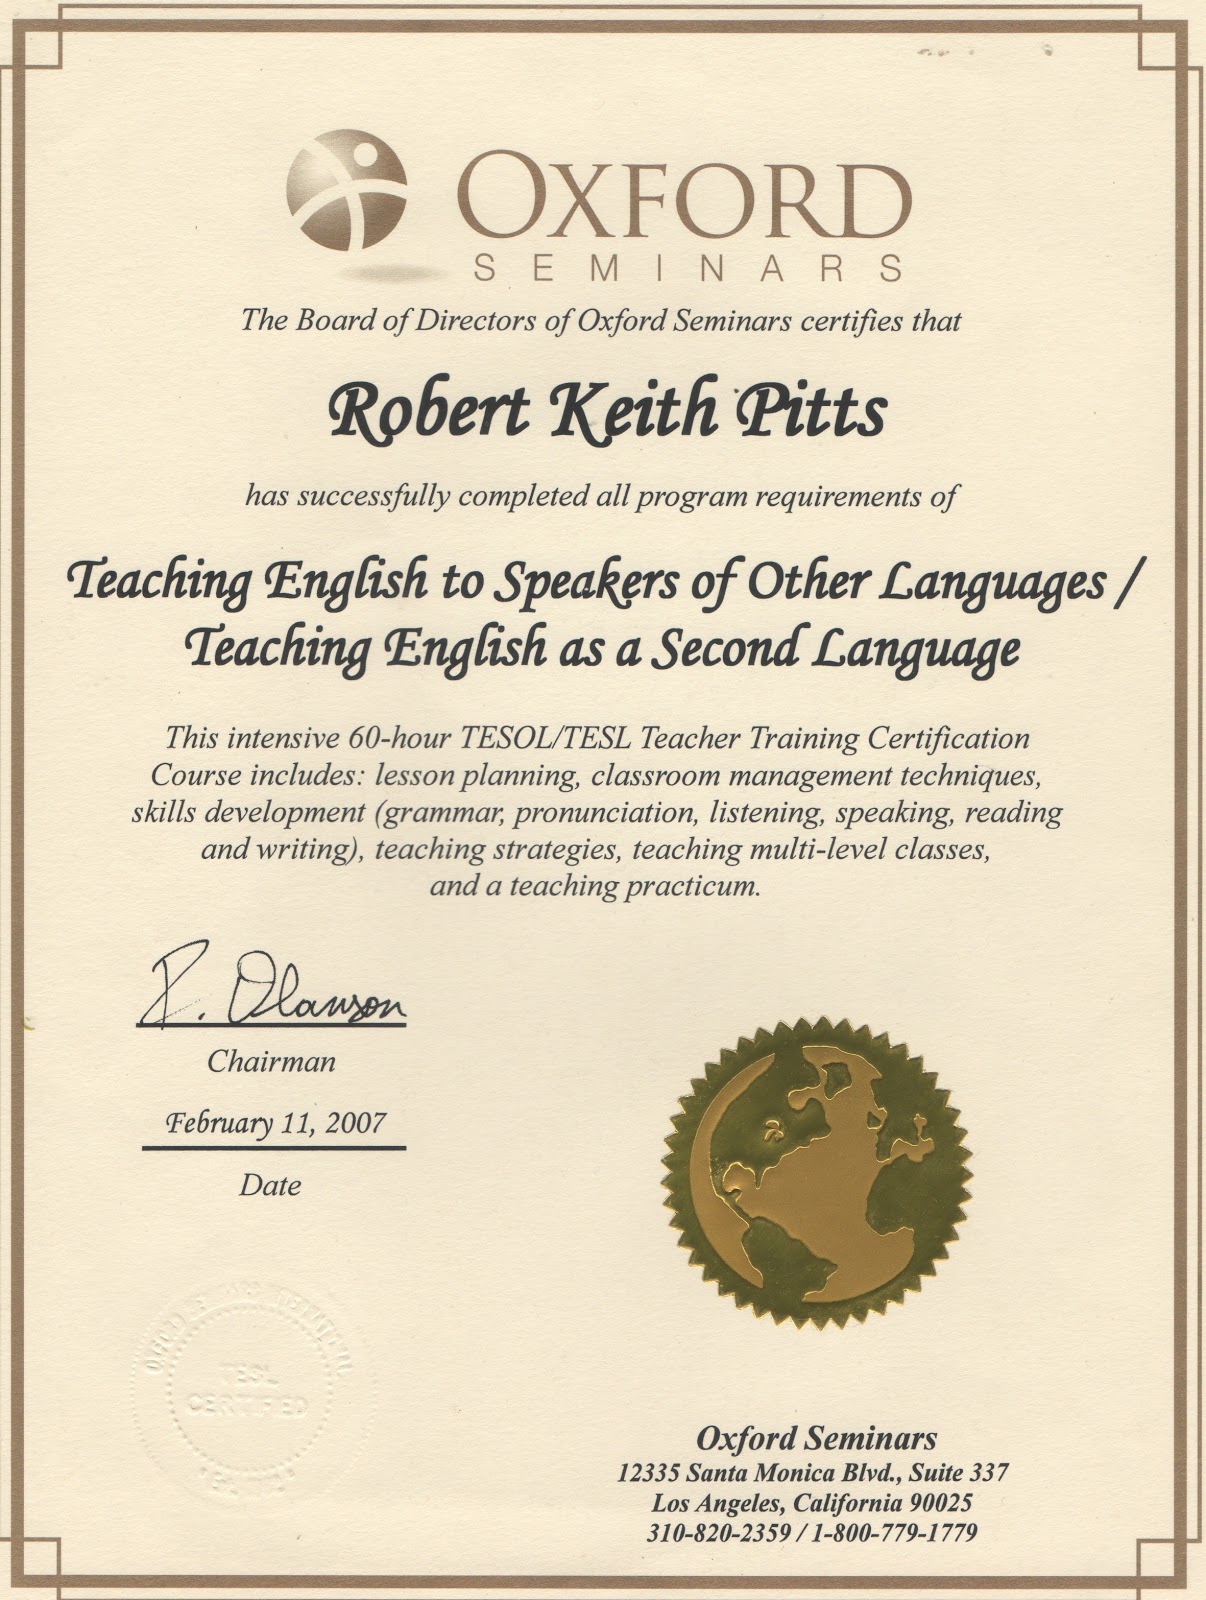 OXFORD
SEMINARS
The Board of Directors of Oxford Seminars certifies that
Robert Keith Pitts
has successfully completed all program requirements of
Teaching English to Speakers of Other Languages /
Teaching English as a Second Language
This intensive 60-hour TESOL/TESL Teacher Training Certification
Course includes: lesson planning, classroom management techniques,
skills development (grammar, pronunciation, listening, speaking, reading
and writing), teaching strategies, teaching multi-level classes,
and a teaching practicum.
Chairman
February 11, 2007
Date
TESL
CERTIFIED
Oxford Seminars
12335 Santa Monica Blvd., Suite 337
Los Angeles, California 90025
310-820-2359 / 1-800-779-1779